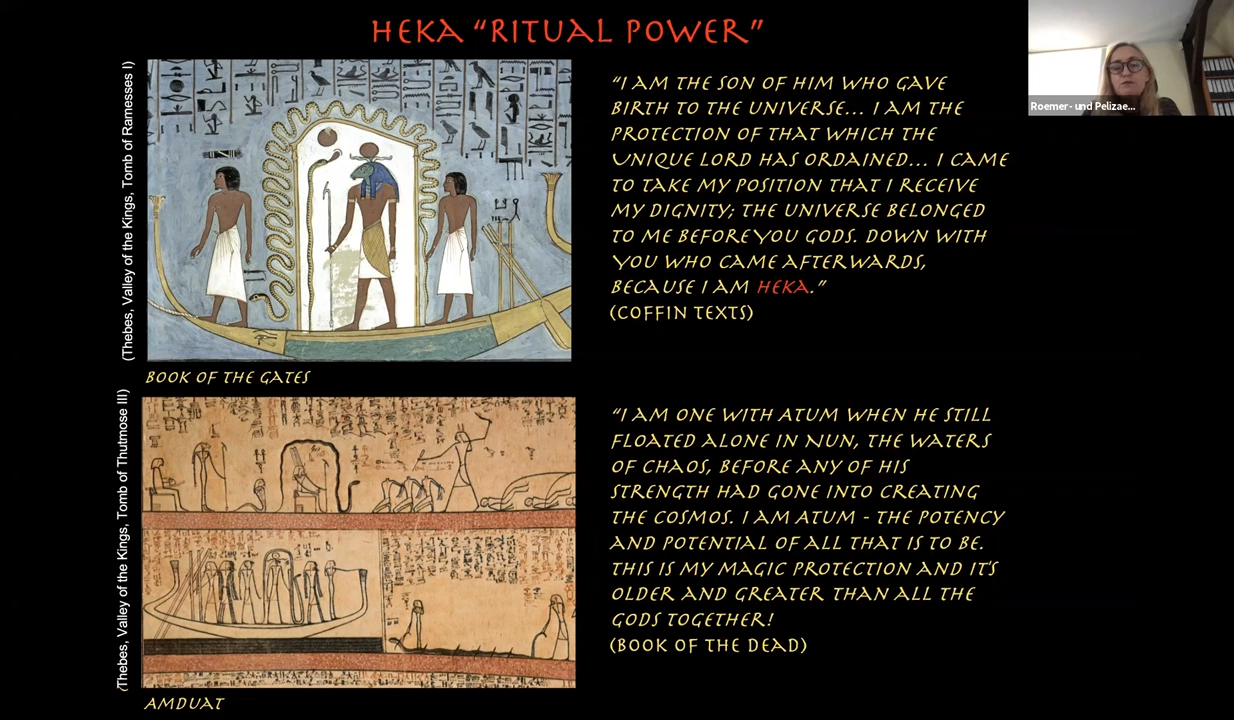 HEKA “RITUAL POWER”
Roemer- und Pelizae...
(Thebes, Valley of the Kings, Tomb of Ramesses I)
BOOK OF THE GATES
“I AM THE SON OF HIM WHO GAVE
BIRTH TO THE UNIVERSE... I AM THE
PROTECTION OF THAT WHICH THE
UNIQUE LORD HAS ORDAINED... I CAME
TO TAKE MY POSITION THAT I RECEIVE
MY DIGNITY; THE UNIVERSE BELONGED
TO ME BEFORE YOU GODS. DOWN WITH
YOU WHO CAME AFTERWARDS,
BECAUSE I AM HEKA.”
(COFFIN TEXTS)
(Thebes, Valley of the Kings, Tomb of Thutmose III)
AMDUAT
“I AM ONE WITH ATUM WHEN HE STILL
FLOATED ALONE IN NUN, THE WATERS
OF CHAOS, BEFORE ANY OF HIS
STRENGTH HAD GONE INTO CREATING
THE COSMOS. I AM ATUM - THE POTENCY
AND POTENTIAL OF ALL THAT IS TO BE.
THIS IS MY MAGIC PROTECTION AND IT'S
OLDER AND GREATER THAN ALL THE
GODS TOGETHER!
(BOOK OF THE DEAD)